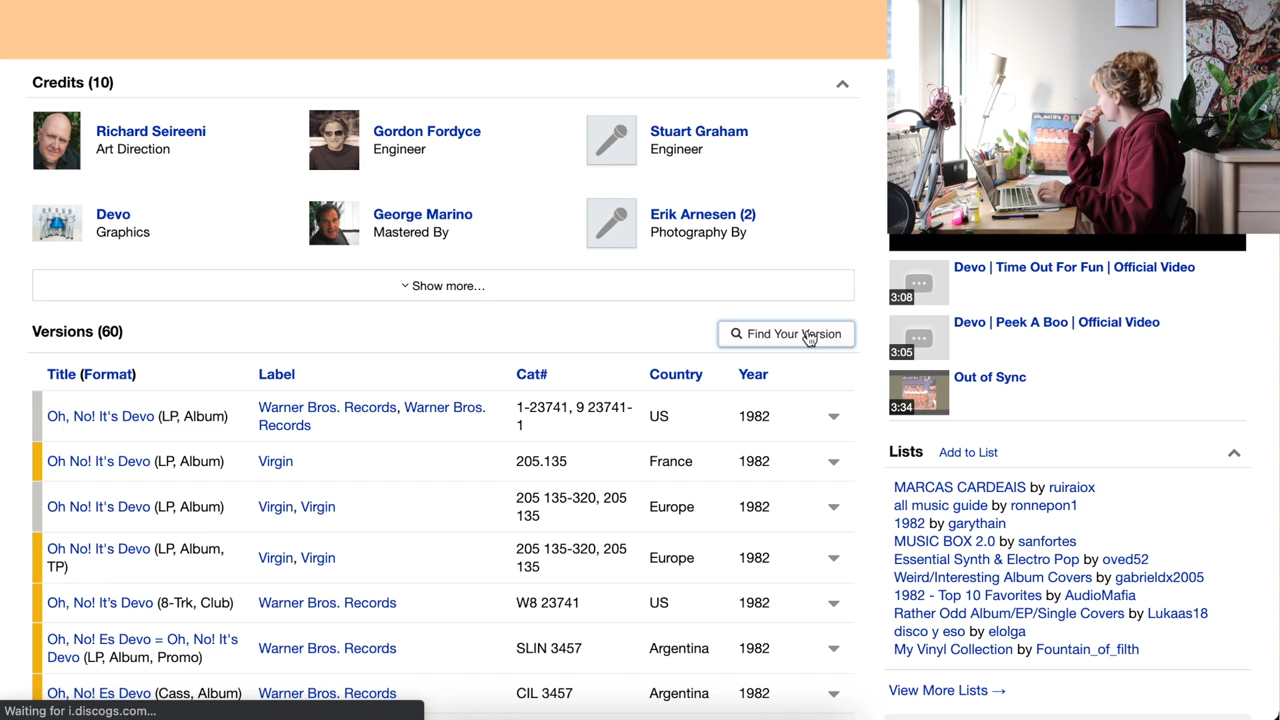 Credits (10)
Richard Seireeni
Art Direction
Gordon Fordyce
Engineer
Stuart Graham
Engineer
Devo
Graphics
George Marino
Mastered By
Erik Arnesen (2)
Photography By
Show more…
Versions (60)
Find Your Version
Title (Format) Label Cat# Country Year
Oh, No! It's Devo (LP, Album) Warner Bros. Records, Warner Bros. Records 1-23741, 9 23741-1 US 1982
Oh No! It's Devo (LP, Album) Virgin 205.135 France 1982
Oh No! It's Devo (LP, Album) Virgin, Virgin 205 135-320, 205 135 Europe 1982
Oh No! It's Devo (LP, Album, TP) Virgin, Virgin 205 135-320, 205 135 Europe 1982
Oh, No! It's Devo (8-Trk, Club) Warner Bros. Records W8 23741 US 1982
Oh, No! Es Devo = Oh, No! It's Devo (LP, Album, Promo) Warner Bros. Records SLIN 3457 Argentina 1982
Oh, No! Es Devo (Cass, Album) Warner Bros. Records CIL 3457 Argentina 1982
Waiting for i.discogs.com...
3:08
Devo | Time Out For Fun | Official Video
3:05
Devo | Peek A Boo | Official Video
3:34
Out of Sync
Lists Add to List
MARCAS CARDEAIS by ruiraiox
all music guide by ronnepon1
1982 by garythain
MUSIC BOX 2.0 by sanfortes
Essential Synth & Electro Pop by oved52
Weird/Interesting Album Covers by gabrieldx2005
1982 - Top 10 Favorites by AudioMafia
Rather Odd Album/EP/Single Covers by Lukaas18
disco y eso by elolga
My Vinyl Collection by Fountain_of_filth
View More Lists →